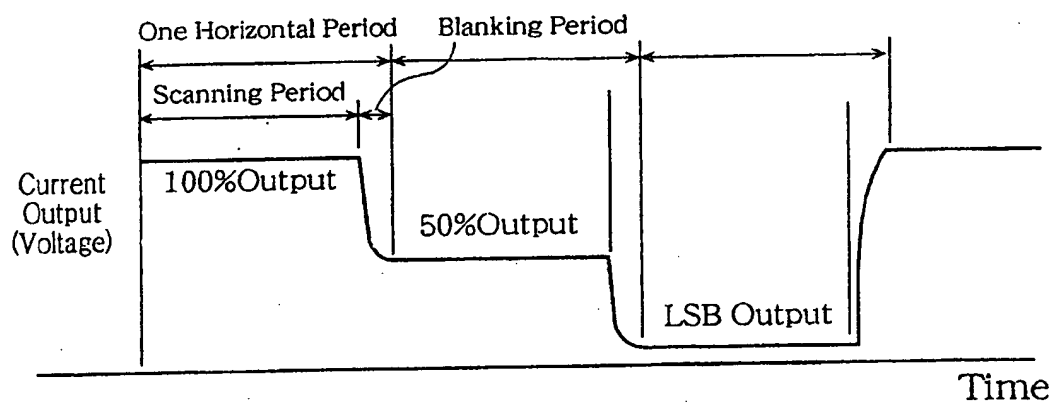 One Horizontal Period
Blanking Period
Scanning Period
Current
Output
(Voltage)
100%Output
50%Output
LSB Output
Time